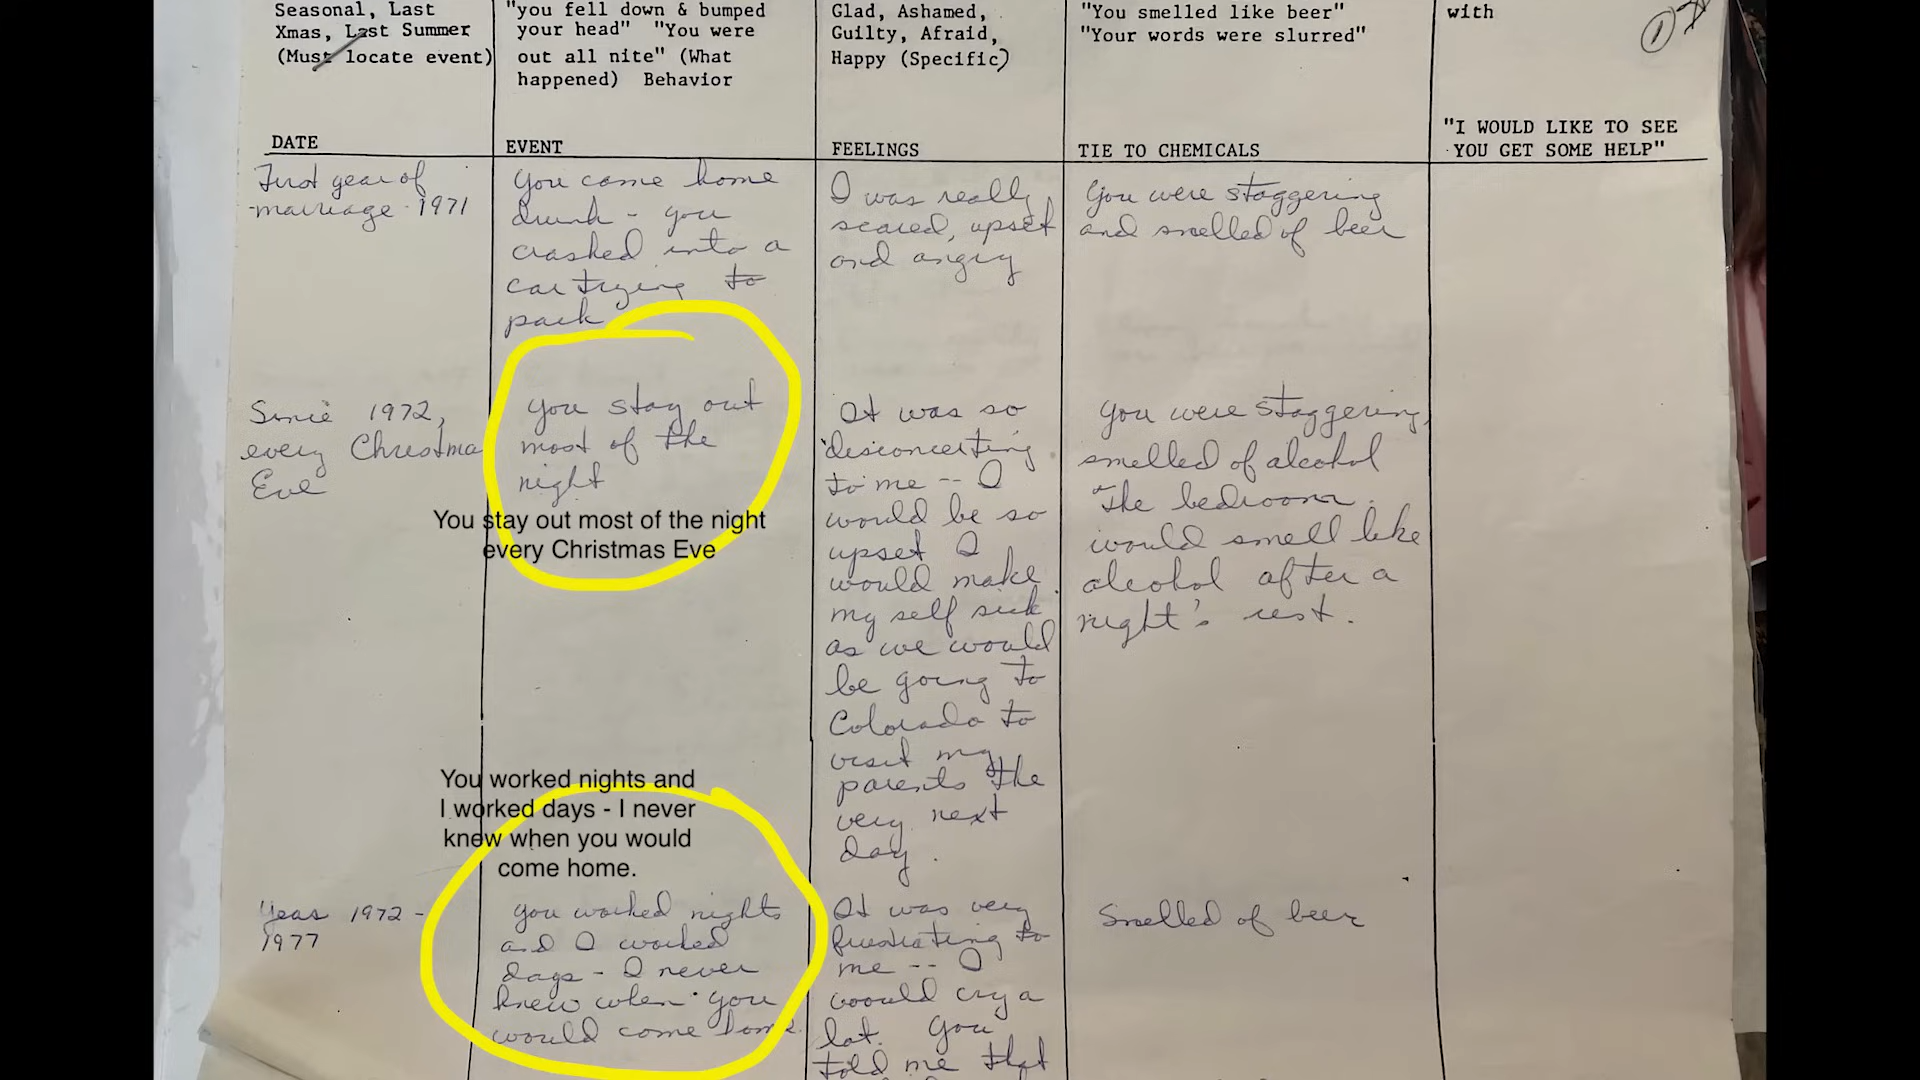 Seasonal, Last
Xmas, Last Summer
(Must locate event)
"you fell down & bumped
your head" "You were
out all nite" (What
happened) Behavior
Glad, Ashamed,
Guilty, Afraid,
Happy (Specific)
"You smelled like beer"
"Your words were slurred"
with
1
DATE
EVENT
FEELINGS
TIE TO CHEMICALS
"I WOULD LIKE TO SEE
YOU GET SOME HELP"
First year of
marriage - 1971
You came home
drunk - you
crashed into a
car trying to
park
I was really
scared, upset
and angry
You were staggering
and smelled of beer
Since 1972,
every Christmas
Eve
You stay out
most of the
night
You stay out most of the night
every Christmas Eve
It was so
disconcerting
to me -- I
would be so
upset I
would make
my self sick
as we would
be going to
Colorado to
visit my
parents the
very next
day.
You were staggering,
smelled of alcohol
The bedroom
would smell like
alcohol after a
night's rest.
You worked nights and
I worked days - I never
knew when you would
come home.
Years 1972 -
1977
You worked nights
and I worked
days - I never
knew when you
would come home.
It was very
frustrating to
me -- I
would cry a
lot. You
told me that
Smelled of beer